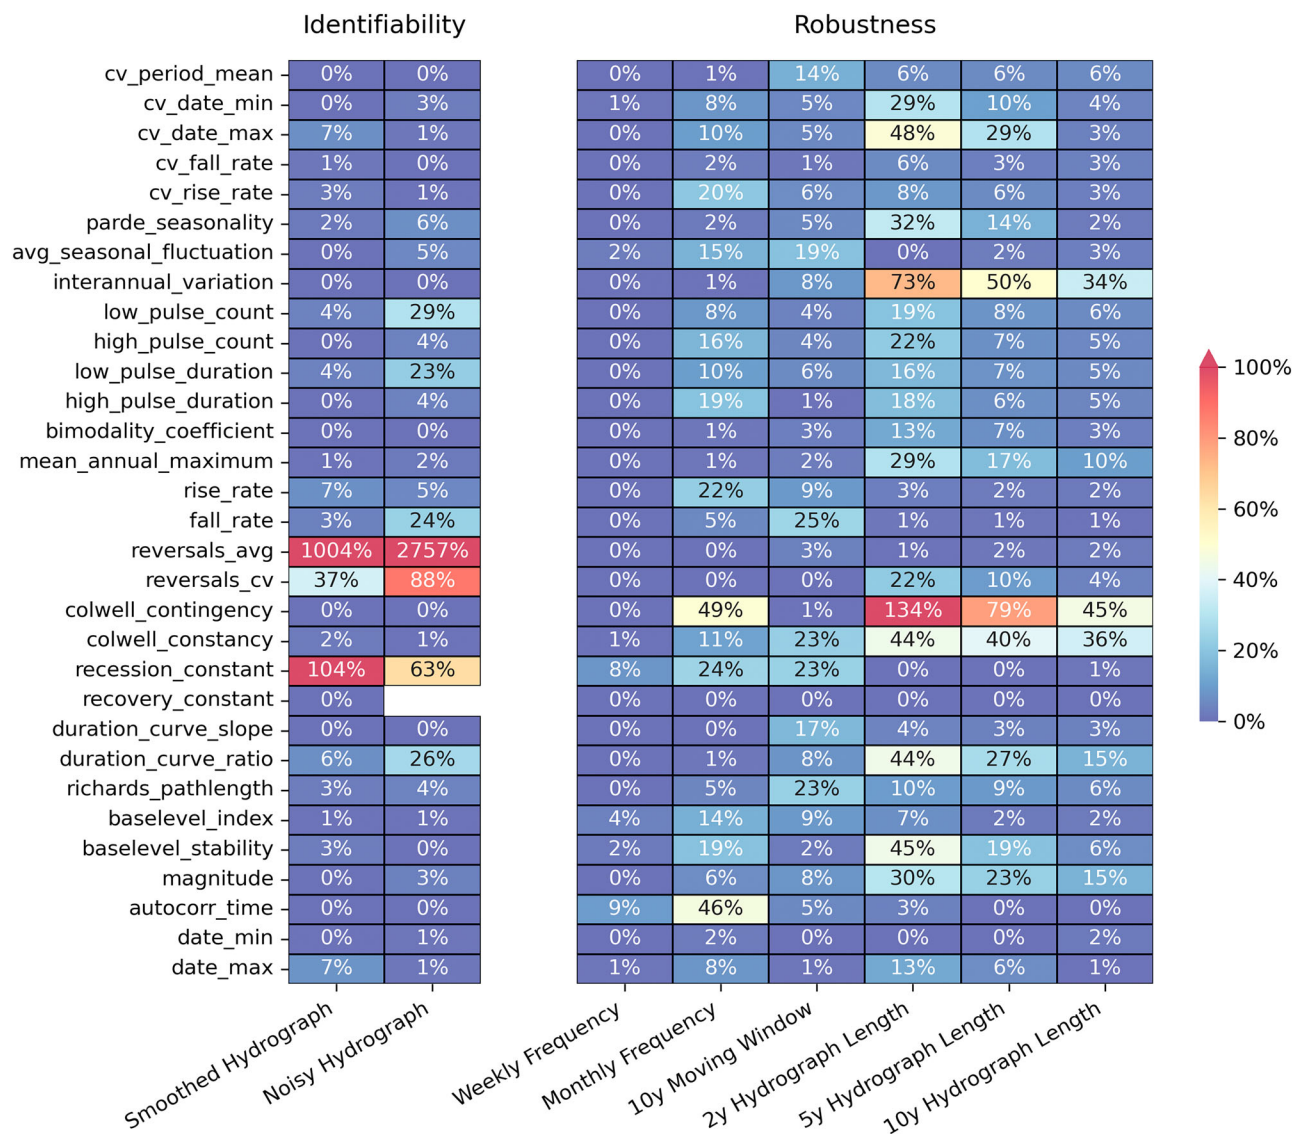 Identifiability Robustness
cv_period_mean 0% 0% 0% 1% 14% 6% 6% 6%
cv_date_min 0% 3% 1% 8% 5% 29% 10% 4%
cv_date_max 7% 1% 0% 10% 5% 48% 29% 3%
cv_fall_rate 1% 0% 0% 2% 1% 6% 3% 3%
cv_rise_rate 3% 1% 0% 20% 6% 8% 6% 3%
parde_seasonality 2% 6% 0% 2% 5% 32% 14% 2%
avg_seasonal_fluctuation 0% 5% 2% 15% 19% 0% 2% 3%
interannual_variation 0% 0% 0% 1% 8% 73% 50% 34%
low_pulse_count 4% 29% 0% 8% 4% 19% 8% 6%
high_pulse_count 0% 4% 0% 16% 4% 22% 7% 5%
low_pulse_duration 4% 23% 0% 10% 6% 16% 7% 5%
high_pulse_duration 0% 4% 0% 19% 1% 18% 6% 5%
bimodality_coefficient 0% 0% 0% 1% 3% 13% 7% 3%
mean_annual_maximum 1% 2% 0% 1% 2% 29% 17% 10%
rise_rate 7% 5% 0% 22% 9% 3% 2% 2%
fall_rate 3% 24% 0% 5% 25% 1% 1% 1%
reversals_avg 1004% 2757% 0% 0% 3% 1% 2% 2%
reversals_cv 37% 88% 0% 0% 0% 22% 10% 4%
colwell_contingency 0% 0% 0% 49% 1% 134% 79% 45%
colwell_constancy 2% 1% 1% 11% 23% 44% 40% 36%
recession_constant 104% 63% 8% 24% 23% 0% 0% 1%
recovery_constant 0% 0% 0% 0% 0% 0% 0%
duration_curve_slope 0% 0% 0% 0% 17% 4% 3% 3%
duration_curve_ratio 6% 26% 0% 1% 8% 44% 27% 15%
richards_pathlength 3% 4% 0% 5% 23% 10% 9% 6%
baselevel_index 1% 1% 4% 14% 9% 7% 2% 2%
baselevel_stability 3% 0% 2% 19% 2% 45% 19% 6%
magnitude 0% 3% 0% 6% 8% 30% 23% 15%
autocorr_time 0% 0% 9% 46% 5% 3% 0% 0%
date_min 0% 1% 0% 2% 0% 0% 0% 2%
date_max 7% 1% 1% 8% 1% 13% 6% 1%
Smoothed Hydrograph
Noisy Hydrograph
Weekly Frequency
Monthly Frequency
10y Moving Window
2y Hydrograph Length
5y Hydrograph Length
10y Hydrograph Length
100%
80%
60%
40%
20%
0%